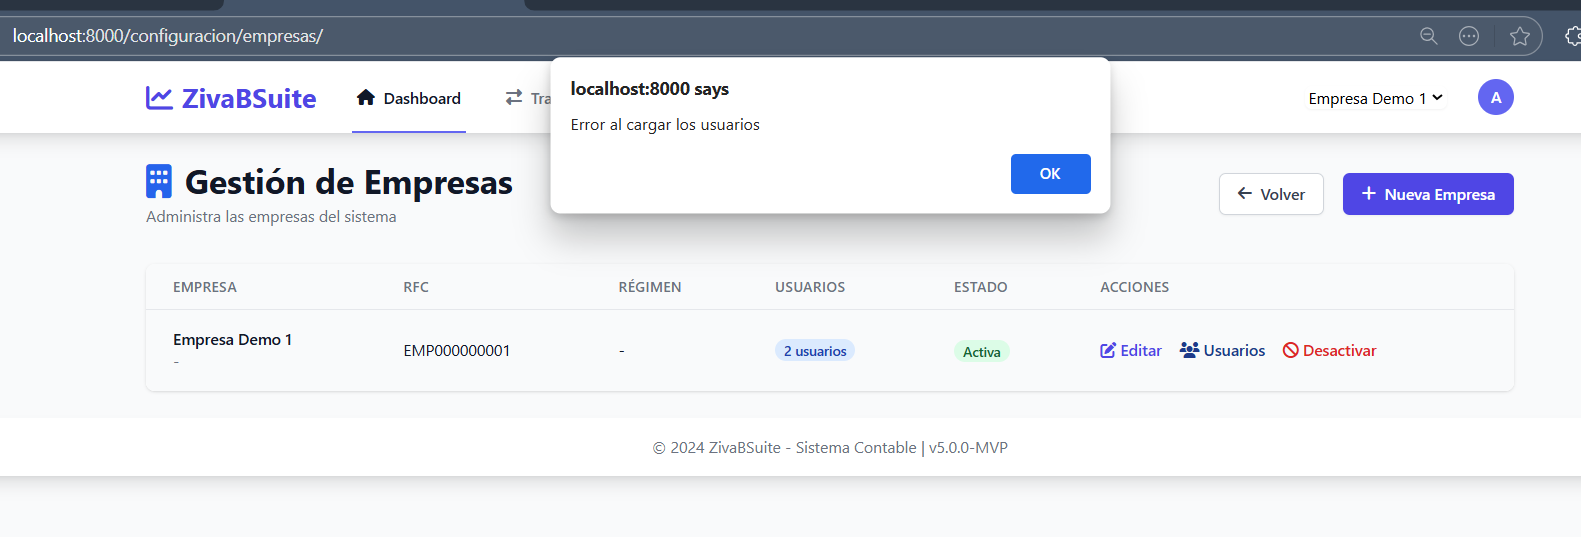 localhost:8000/configuracion/empresas/
localhost:8000 says
Error al cargar los usuarios
OK
ZivaBSuite
Dashboard
Empresa Demo 1
A
Gestión de Empresas
Administra las empresas del sistema
Volver
Nueva Empresa
EMPRESA RFC RÉGIMEN USUARIOS ESTADO ACCIONES
Empresa Demo 1
-
EMP000000001
-
2 usuarios
Activa
Editar Usuarios Desactivar
© 2024 ZivaBSuite - Sistema Contable | v5.0.0-MVP